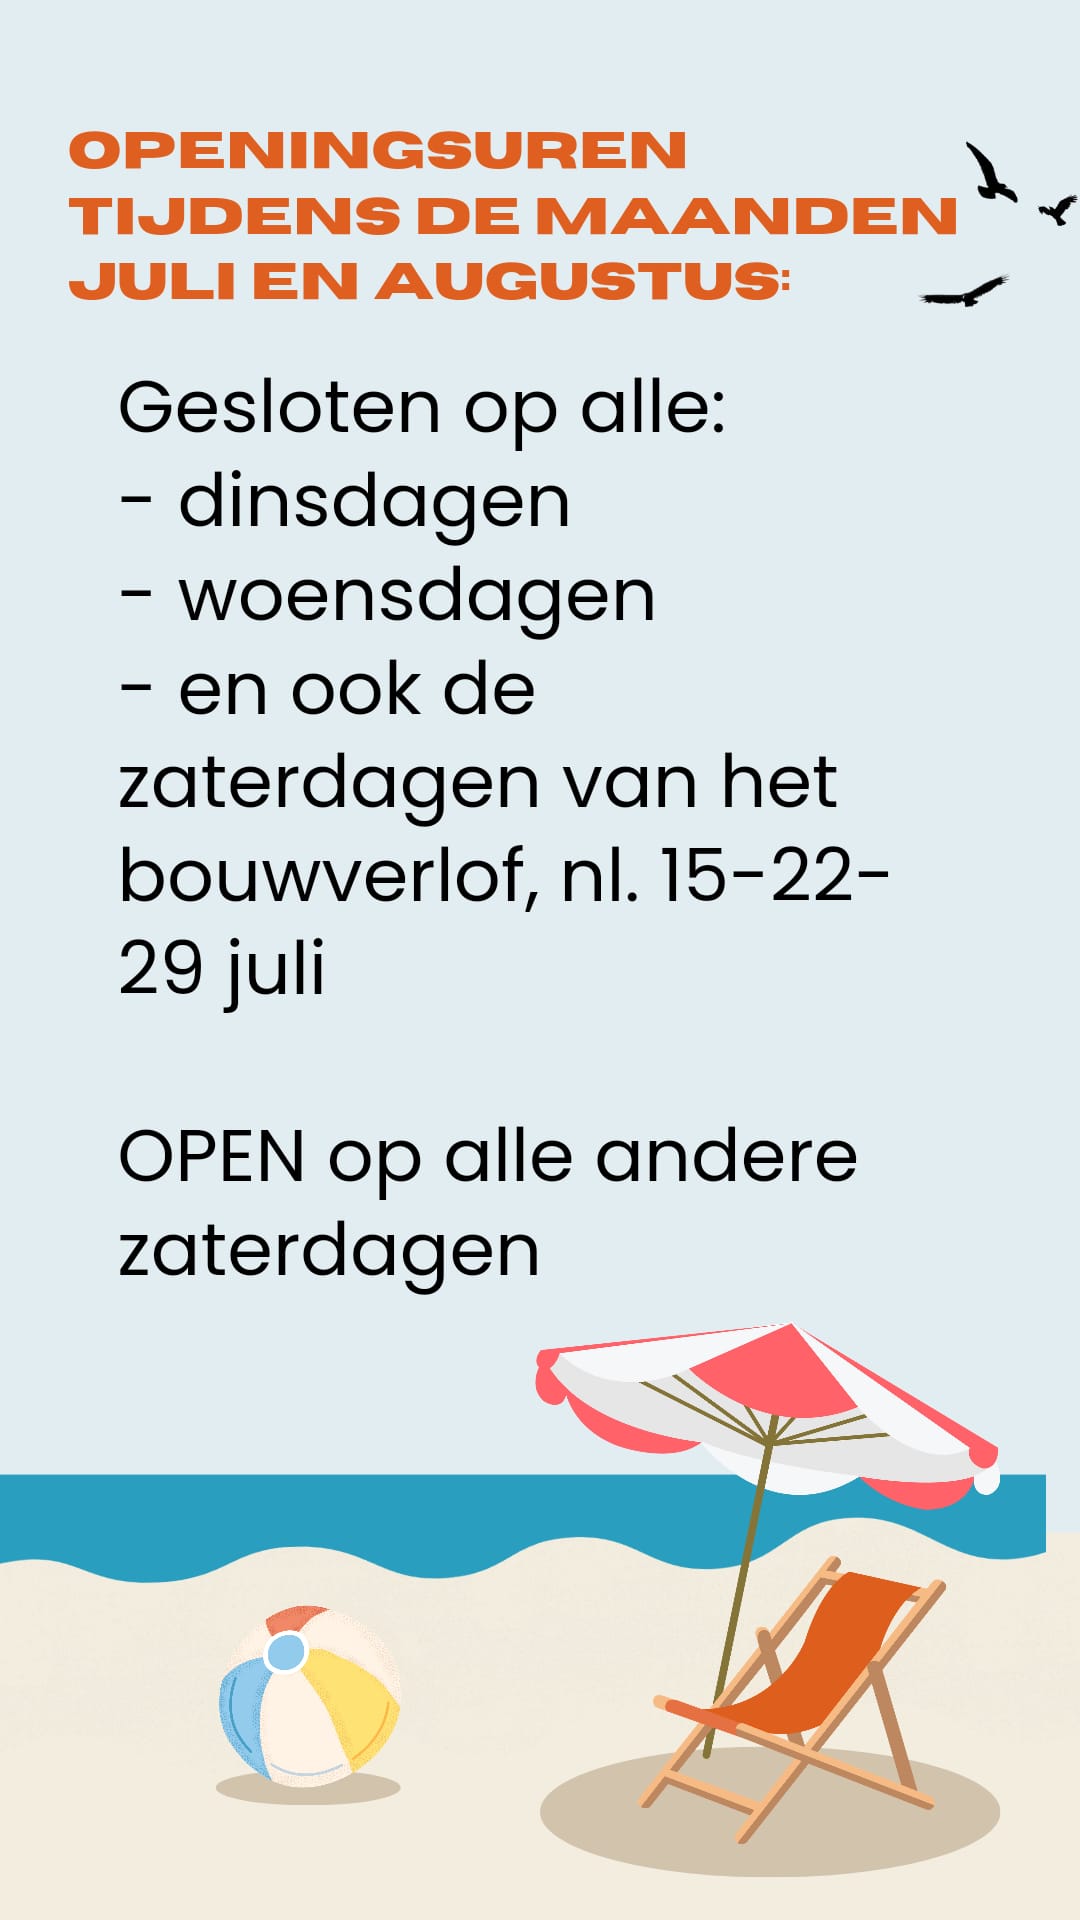 OPENINGSUREN
TIJDENS DE MAANDEN
JULI EN AUGUSTUS:
Gesloten op alle:
- dinsdagen
- woensdagen
- en ook de
zaterdagen van het
bouwverlof, nl. 15-22-
29 juli
OPEN op alle andere
zaterdagen